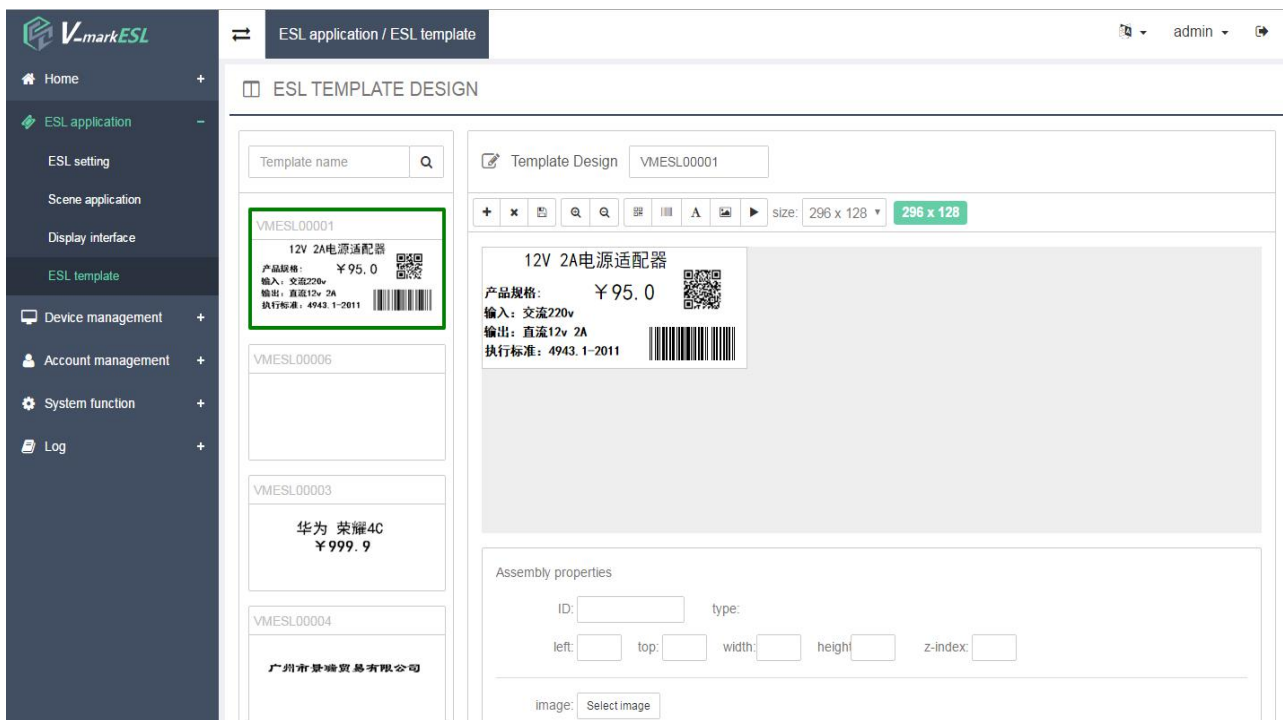 V-markESL
ESL application / ESL template
admin
Home
ESL application
ESL setting
Scene application
Display interface
ESL template
Device management
Account management
System function
Log
ESL TEMPLATE DESIGN
Template name
VMESL00001
12V 2A电源适配器
产品规格: ¥95.0
输入: 交流220v
输出: 直流12v 2A
执行标准: 4943.1-2011
VMESL00006
VMESL00003
华为 荣耀4C
¥999.9
VMESL00004
广州市景骏贸易有限公司
Template Design VMESL00001
A size: 296 x 128 296 x 128
12V 2A电源适配器
产品规格: ¥95.0
输入: 交流220v
输出: 直流12v 2A
执行标准: 4943.1-2011
Assembly properties
ID: type:
left: top: width: height z-index:
image: Select image